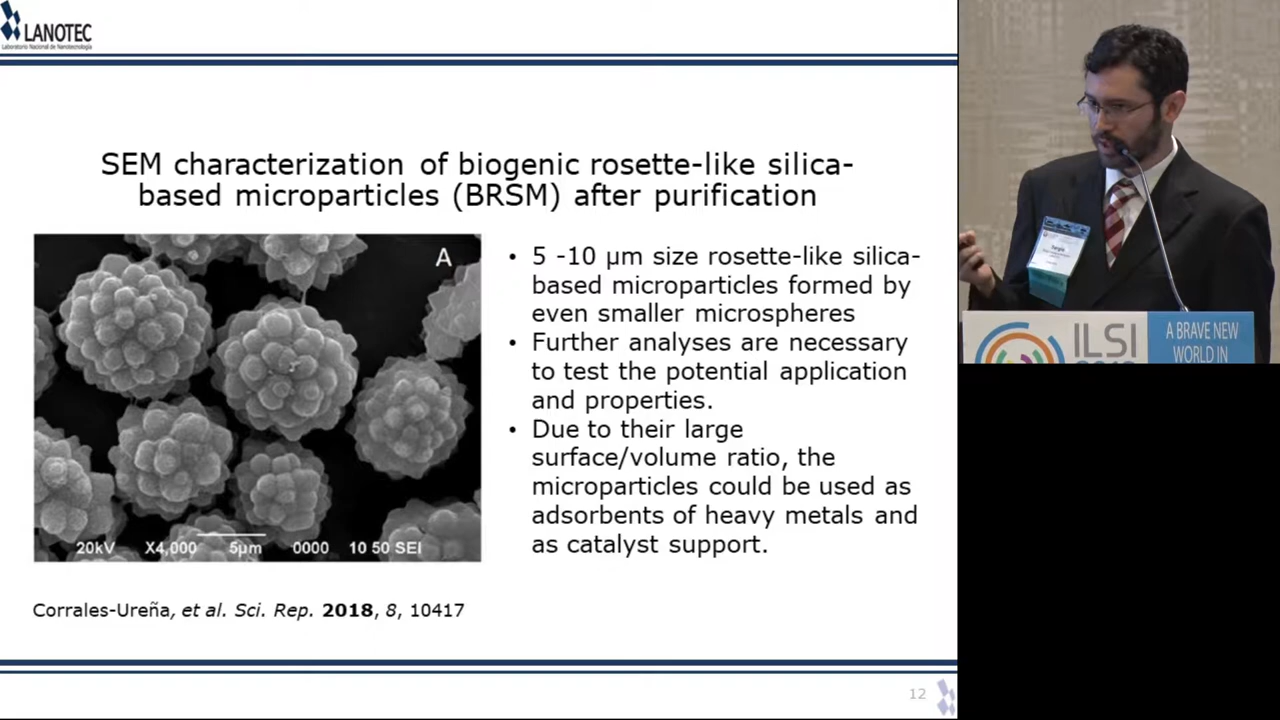 LANOTEC
Laboratorio Nacional de Nanotecnología
SEM characterization of biogenic rosette-like silica-
based microparticles (BRSM) after purification
A
20kV X4,000 5µm 0000 10 50 SEI
• 5 -10 µm size rosette-like silica-
based microparticles formed by
even smaller microspheres
• Further analyses are necessary
to test the potential application
and properties.
• Due to their large
surface/volume ratio, the
microparticles could be used as
adsorbents of heavy metals and
as catalyst support.
Corrales-Ureña, et al. Sci. Rep. 2018, 8, 10417
12
ILSI
A BRAVE NEW
WORLD IN